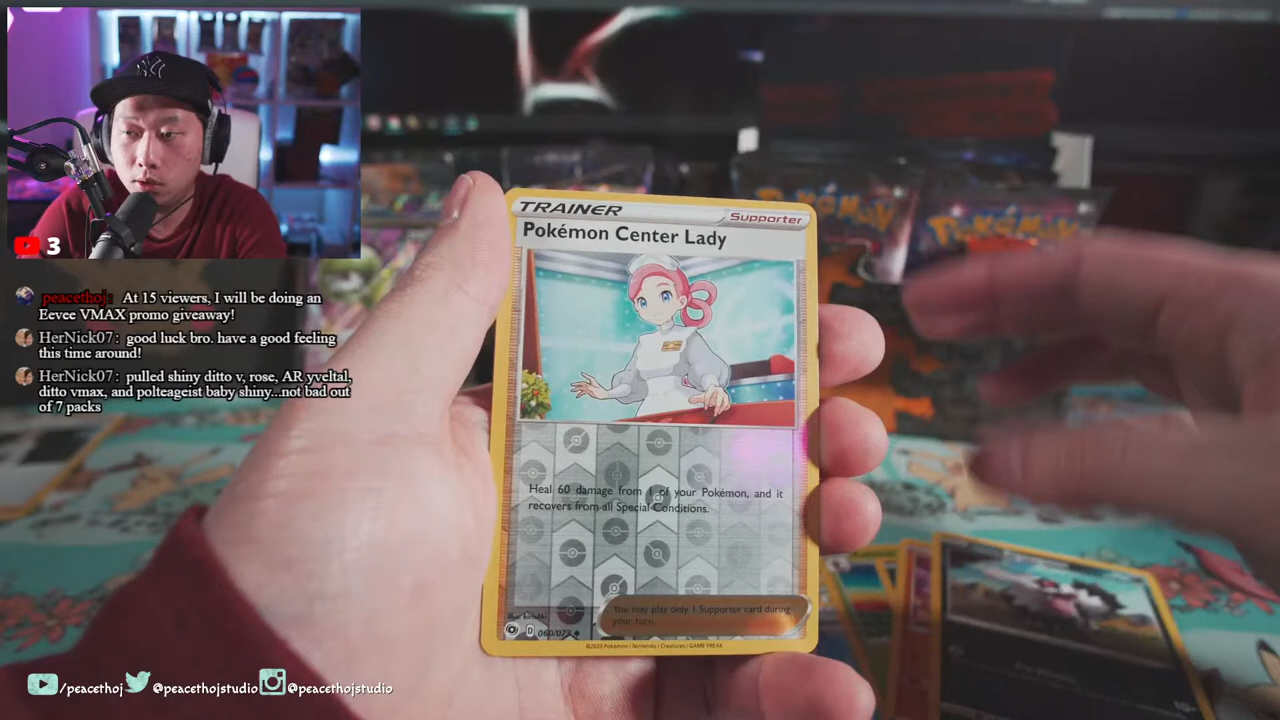 3
peacethoj: At 15 viewers, I will be doing an
Eevee VMAX promo giveaway!
HerNick07: good luck bro. have a good feeling
this time around!
HerNick07: pulled shiny ditto v, rose, AR yveltal,
ditto vmax, and polteageist baby shiny...not bad out
of 7 packs
Pokémon
Pokémon
TRAINER Supporter
Pokémon Center Lady
Heal 60 damage from 1 of your Pokémon, and it
recovers from all Special Conditions.
You may play only 1 Supporter card during
your turn.
D 060/073
©2020 Pokémon / Nintendo / Creatures / GAME FREAK
/peacethoj @peacethojstudio @peacethojstudio